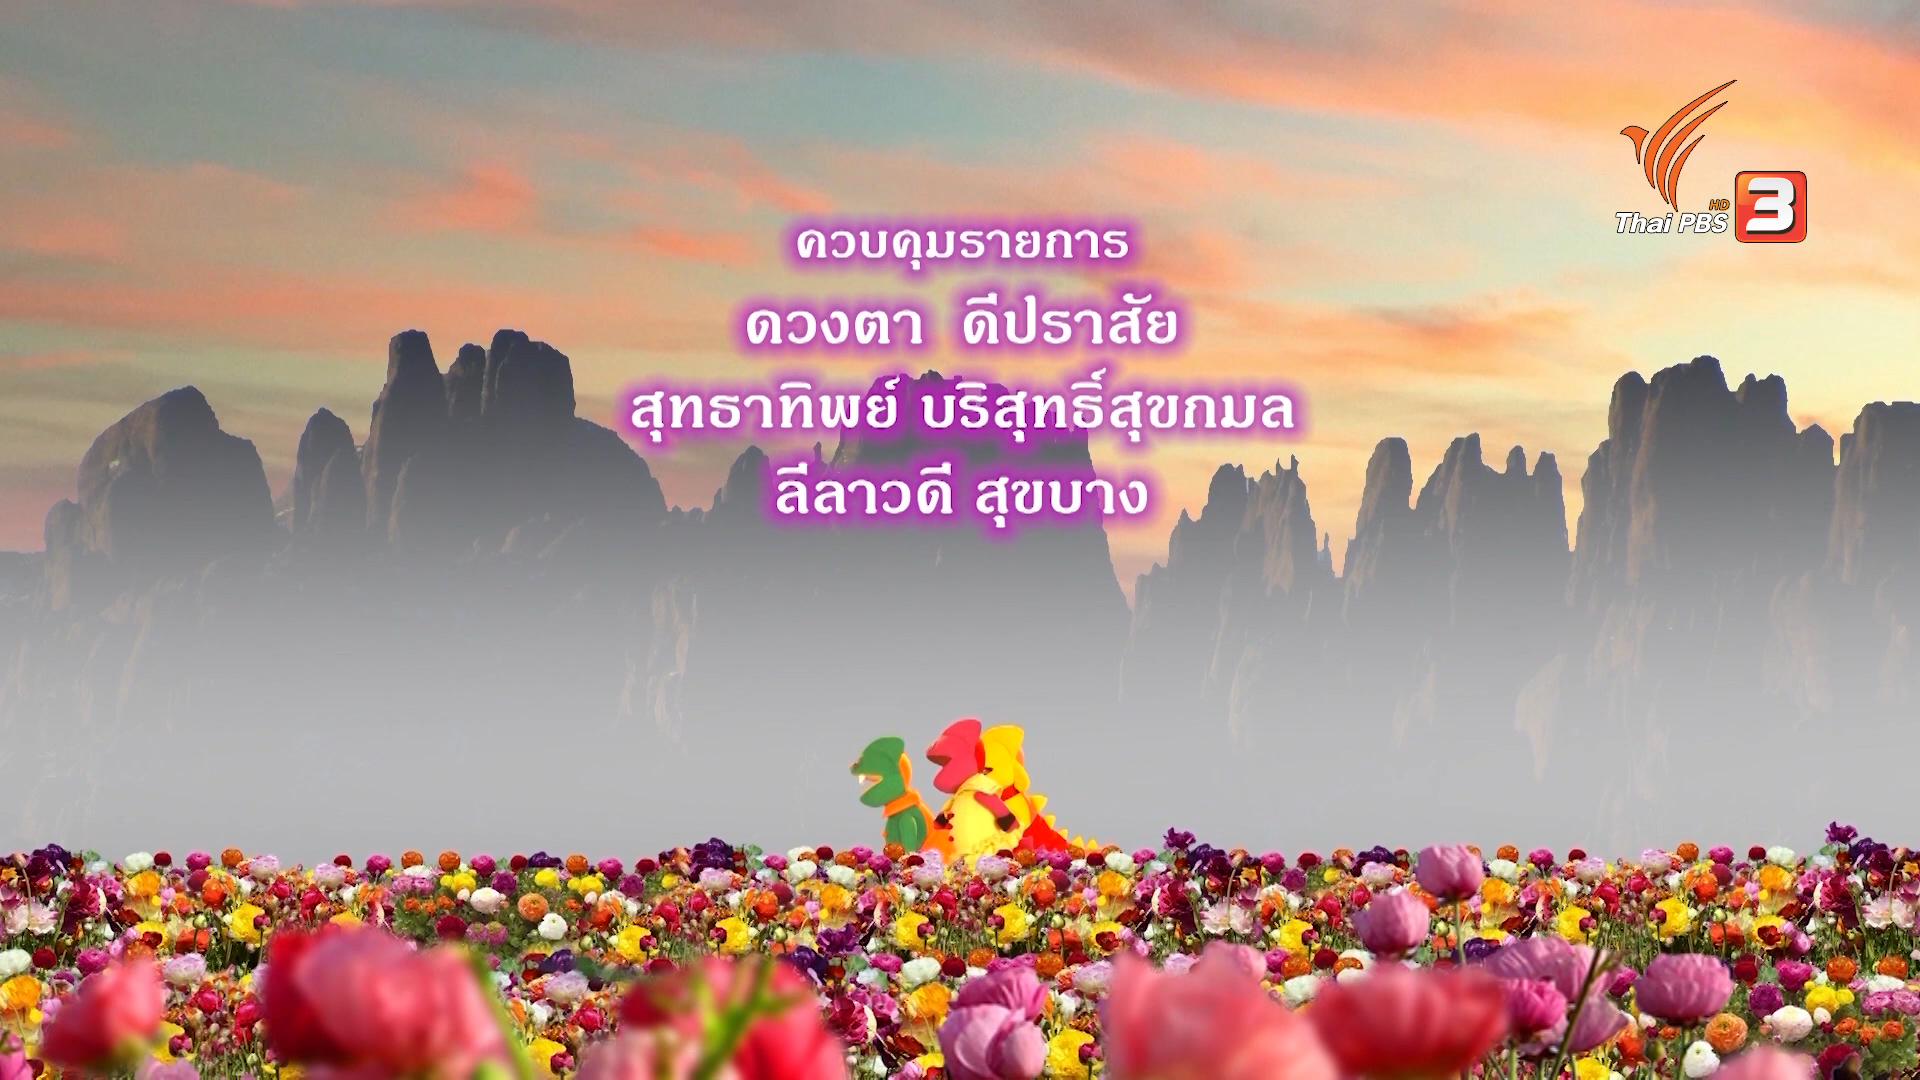 HD
Thai PBS 3
ควบคุมรายการ
ดวงตา ดีปราสัย
สุทธาทิพย์ บริสุทธิ์สุขกมล
ลีลาวดี สุขบาง